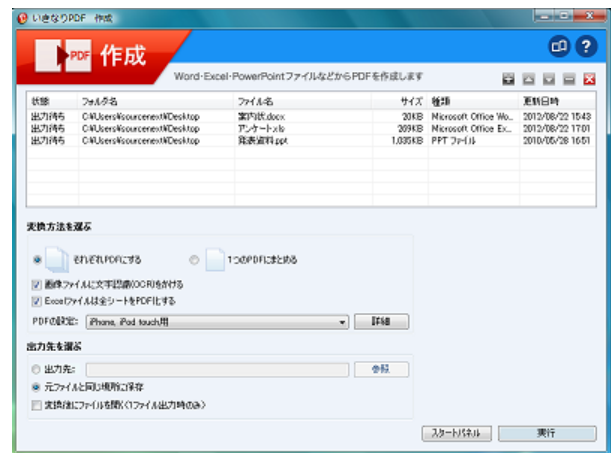 いきなりPDF 作成
PDF 作成
Word・Excel・PowerPointファイルなどからPDFを作成します
状態 フォルダ名 ファイル名 サイズ 種類 更新日時
出力待ち C:¥Users¥sourcenext¥Desktop 案内状.docx 20KB Microsoft Office Wo... 2012/08/22 15:43
出力待ち C:¥Users¥sourcenext¥Desktop アンケート.xls 209KB Microsoft Office Ex... 2012/08/22 17:01
出力待ち C:¥Users¥sourcenext¥Desktop 発表資料.ppt 1,035KB PPT ファイル 2010/05/28 16:51
変換方法を選ぶ
それぞれPDFにする 1つのPDFにまとめる
画像ファイルに文字認識(OCR)をかける
Excelファイルは全シートをPDF化する
PDFの設定: iPhone, iPod touch用 詳細
出力先を選ぶ
出力先: 参照
元ファイルと同じ場所に保存
変換後にファイルを開く(1ファイル出力時のみ)
スタートパネル 実行